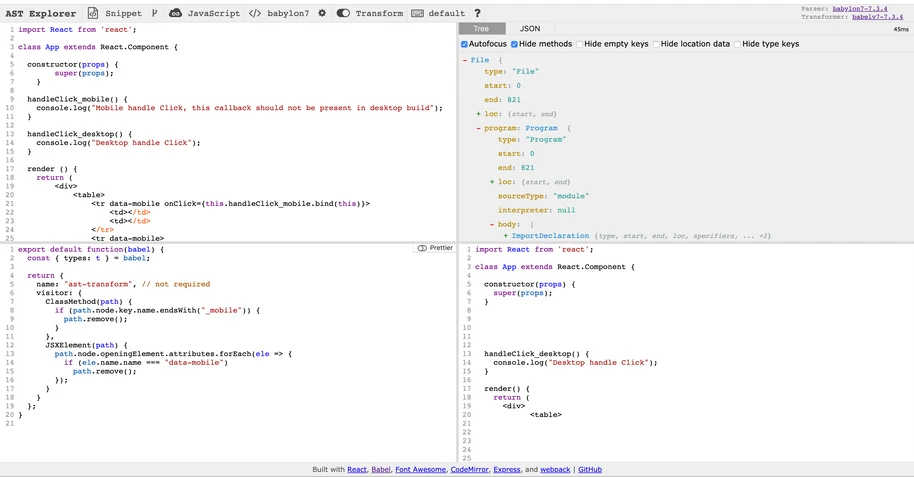 AST Explorer Snippet JavaScript </> babylon7 Transform default ?
Parser: babylon7-7.3.4
Transformer: babelv7-7.3.4
Tree JSON 45ms
Autofocus Hide methods Hide empty keys Hide location data Hide type keys
1 import React from 'react';
2
3 class App extends React.Component {
4
5 constructor(props) {
6 super(props);
7 }
8
9 handleClick_mobile() {
10 console.log("Mobile handle Click, this callback should not be present in desktop build");
11 }
12
13 handleClick_desktop() {
14 console.log("Desktop handle Click");
15 }
16
17 render () {
18 return (
19 <div>
20 <table>
21 <tr data-mobile onClick={this.handleClick_mobile.bind(this)}>
22 <td></td>
23 <td></td>
24 </tr>
25 <tr data-mobile>
- File {
type: "File"
start: 0
end: 821
+ loc: {start, end}
- program: Program {
type: "Program"
start: 0
end: 821
+ loc: {start, end}
sourceType: "module"
interpreter: null
- body: [
+ ImportDeclaration {type, start, end, loc, specifiers, ... +2}
Prettier
1 export default function(babel) {
2 const { types: t } = babel;
3
4 return {
5 name: "ast-transform", // not required
6 visitor: {
7 ClassMethod(path) {
8 if (path.node.key.name.endsWith("_mobile")) {
9 path.remove();
10 }
11 },
12 JSXElement(path) {
13 path.node.openingElement.attributes.forEach(ele => {
14 if (ele.name.name === "data-mobile")
15 path.remove();
16 });
17 }
18 }
19 };
20 }
21
1 import React from 'react';
2
3 class App extends React.Component {
4
5 constructor(props) {
6 super(props);
7 }
8
9
10
11
12
13 handleClick_desktop() {
14 console.log("Desktop handle Click");
15 }
16
17 render() {
18 return (
19 <div>
20 <table>
21
22
23
24
25
Built with React, Babel, Font Awesome, CodeMirror, Express, and webpack | GitHub